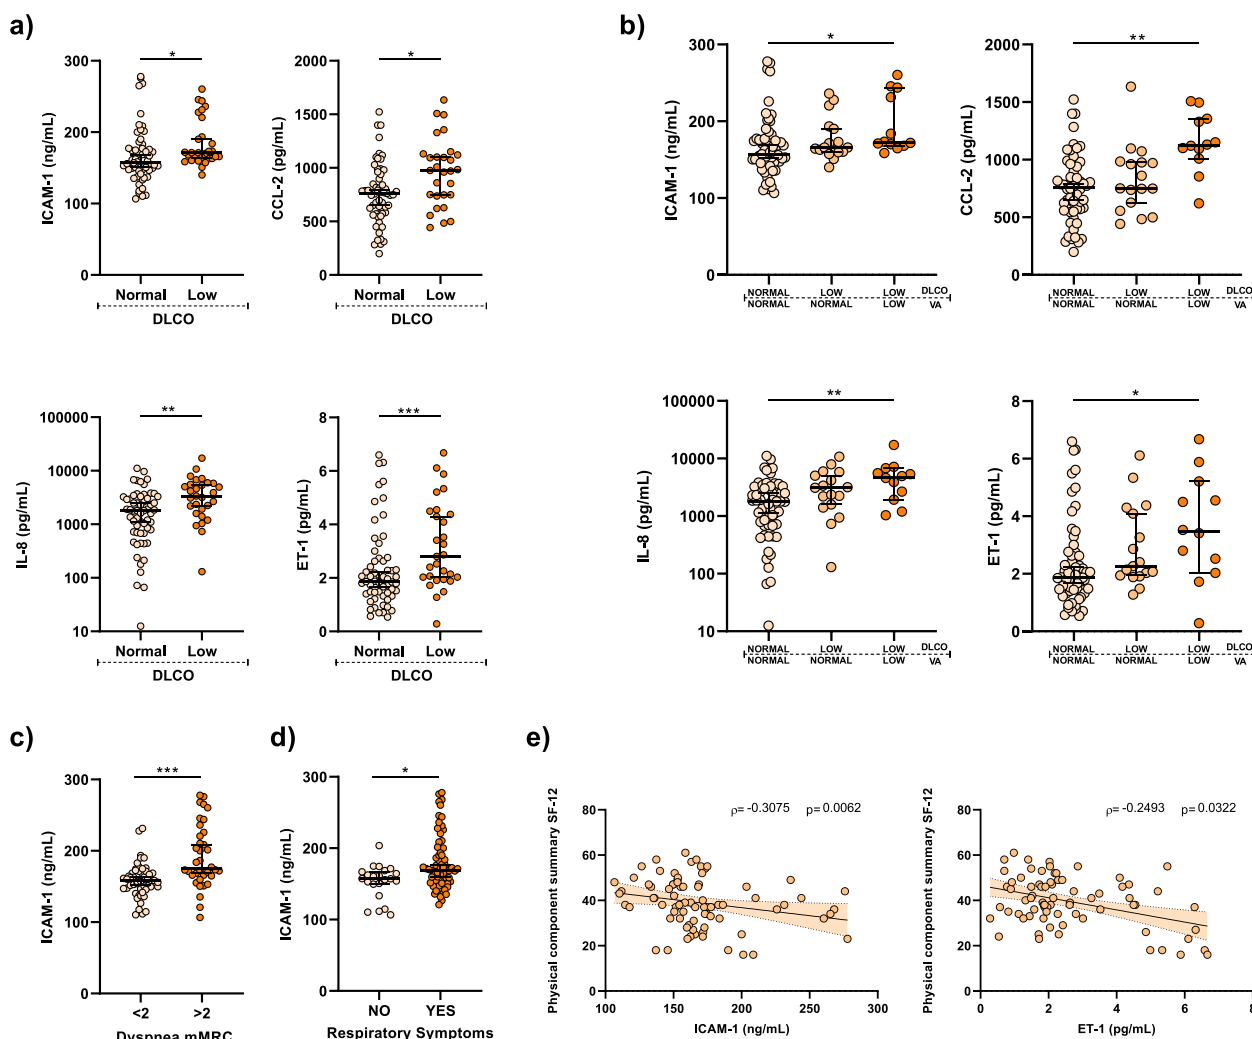 a)
b)
*
300
200
100
0
ICAM-1 (ng/mL)
Normal
Low
DLCO
*
2000
1500
1000
500
0
CCL-2 (pg/mL)
Normal
Low
DLCO
*
300
200
100
0
ICAM-1 (ng/mL)
NORMAL LOW LOW DLCO
NORMAL NORMAL LOW VA
**
2000
1500
1000
500
0
CCL-2 (pg/mL)
NORMAL LOW LOW DLCO
NORMAL NORMAL LOW VA
**
100000
10000
1000
100
10
IL-8 (pg/mL)
Normal
Low
DLCO
***
8
6
4
2
0
ET-1 (pg/mL)
Normal
Low
DLCO
**
100000
10000
1000
100
10
IL-8 (pg/mL)
NORMAL LOW LOW DLCO
NORMAL NORMAL LOW VA
*
8
6
4
2
0
ET-1 (pg/mL)
NORMAL LOW LOW DLCO
NORMAL NORMAL LOW VA
c)
***
300
200
100
0
ICAM-1 (ng/mL)
<2
>2
Dyspnea mMRC
d)
*
300
200
100
0
ICAM-1 (ng/mL)
NO
YES
Respiratory Symptoms
e)
ρ= -0.3075 p= 0.0062
80
60
40
20
0
Physical component summary SF-12
100 150 200 250 300
ICAM-1 (ng/mL)
ρ= -0.2493 p= 0.0322
80
60
40
20
0
Physical component summary SF-12
0 2 4 6 8
ET-1 (pg/mL)